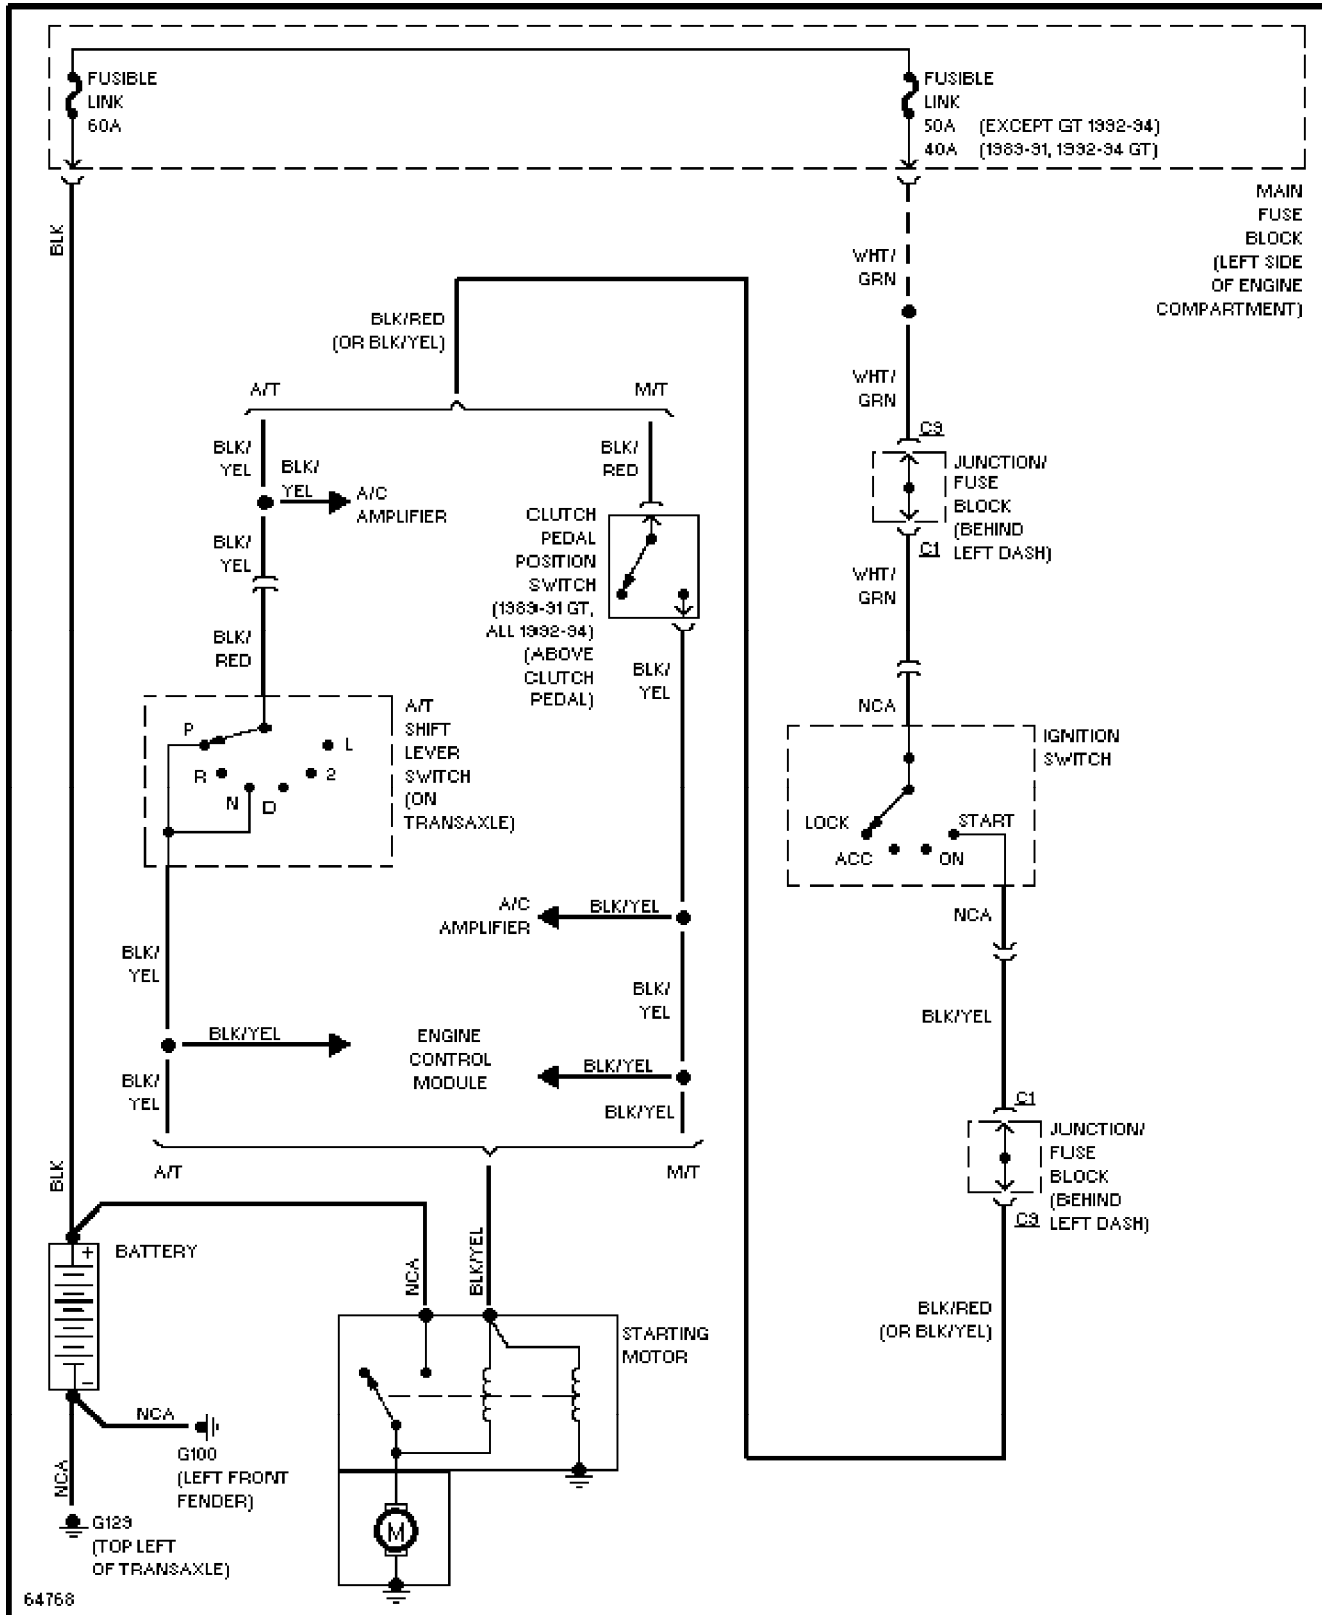 FUSIBLE
LINK
60A
FUSIBLE
LINK
50A (EXCEPT GT 1992-94)
40A (1989-91, 1992-94 GT)
MAIN
FUSE
BLOCK
(LEFT SIDE
OF ENGINE
COMPARTMENT)
BLK
WHT/
GRN
BLK/RED
(OR BLK/YEL)
WHT/
GRN
A/T
M/T
C9
BLK/
YEL
BLK/
YEL
A/C
AMPLIFIER
BLK/
RED
JUNCTION/
FUSE
BLOCK
(BEHIND
LEFT DASH)
C1
BLK/
YEL
CLUTCH
PEDAL
POSITION
SWITCH
(1989-91 GT,
ALL 1992-94)
(ABOVE
CLUTCH
PEDAL)
WHT/
GRN
BLK/
RED
BLK/
YEL
NCA
A/T
SHIFT
LEVER
SWITCH
(ON
TRANSAXLE)
P
R
N
D
2
L
IGNITION
SWITCH
LOCK
ACC
ON
START
A/C
AMPLIFIER
BLK/YEL
NCA
BLK/
YEL
BLK/
YEL
BLK/YEL
BLK/YEL
ENGINE
CONTROL
MODULE
BLK/YEL
BLK/
YEL
BLK/YEL
C1
JUNCTION/
FUSE
BLOCK
(BEHIND
LEFT DASH)
C9
A/T
M/T
BLK
+
BATTERY
-
NCA
BLK/YEL
BLK/RED
(OR BLK/YEL)
STARTING
MOTOR
NCA
G100
(LEFT FRONT
FENDER)
NCA
G129
(TOP LEFT
OF TRANSAXLE)
M
64768